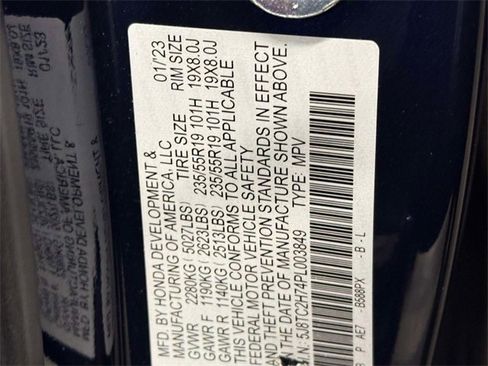 MFD. BY HONDA DEVELOPMENT &
MANUFACTURING OF AMERICA, LLC 01/23
TIRE SIZE RIM SIZE
GVWR 2280KG (5027LBS)
GAWR F 1190KG (2623LBS) 235/55R19 101H 19X8.0J
GAWR R 1140KG (2513LBS) 235/55R19 101H 19X8.0J
THIS VEHICLE CONFORMS TO ALL APPLICABLE
FEDERAL MOTOR VEHICLE SAFETY
AND THEFT PREVENTION STANDARDS IN EFFECT
ON THE DATE OF MANUFACTURE SHOWN ABOVE.
5J8TC2H74PL003849 TYPE: MPV
P AE7 - B588PX - B - L